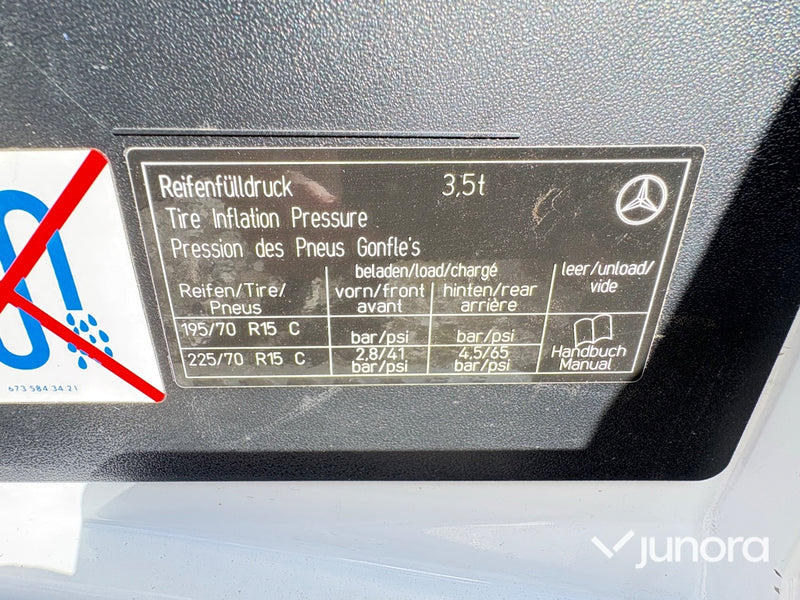 Reifenfülldruck 3,5t
Tire Inflation Pressure
Pression des Pneus Gonfle's
beladen/load/chargé leer/unload/
Reifen/Tire/ vorn/front hinten/rear vide
Pneus avant arrière
195/70 R15 C bar/psi bar/psi
225/70 R15 C 2,8/41 4,5/65
bar/psi bar/psi
Handbuch
Manual
673 584 34 21
junora